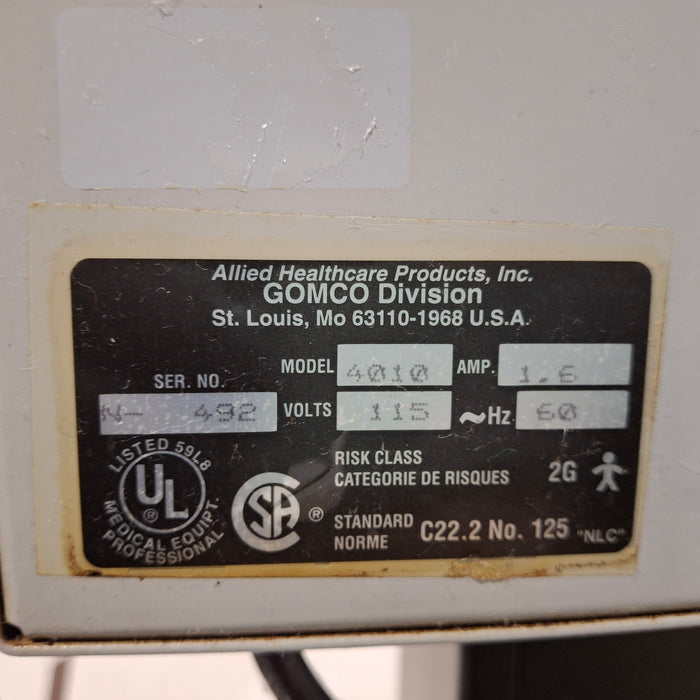 Allied Healthcare Products, Inc.
GOMCO Division
St. Louis, Mo 63110-1968 U.S.A.
MODEL 4010 AMP. 1.6
SER. NO.
N- 492 VOLTS 115 ~Hz 60
LISTED 59L8
UL ®
MEDICAL EQUIPT.
PROFESSIONAL
SA ®
RISK CLASS
CATEGORIE DE RISQUES 2G
STANDARD
NORME C22.2 No. 125 "NLC"